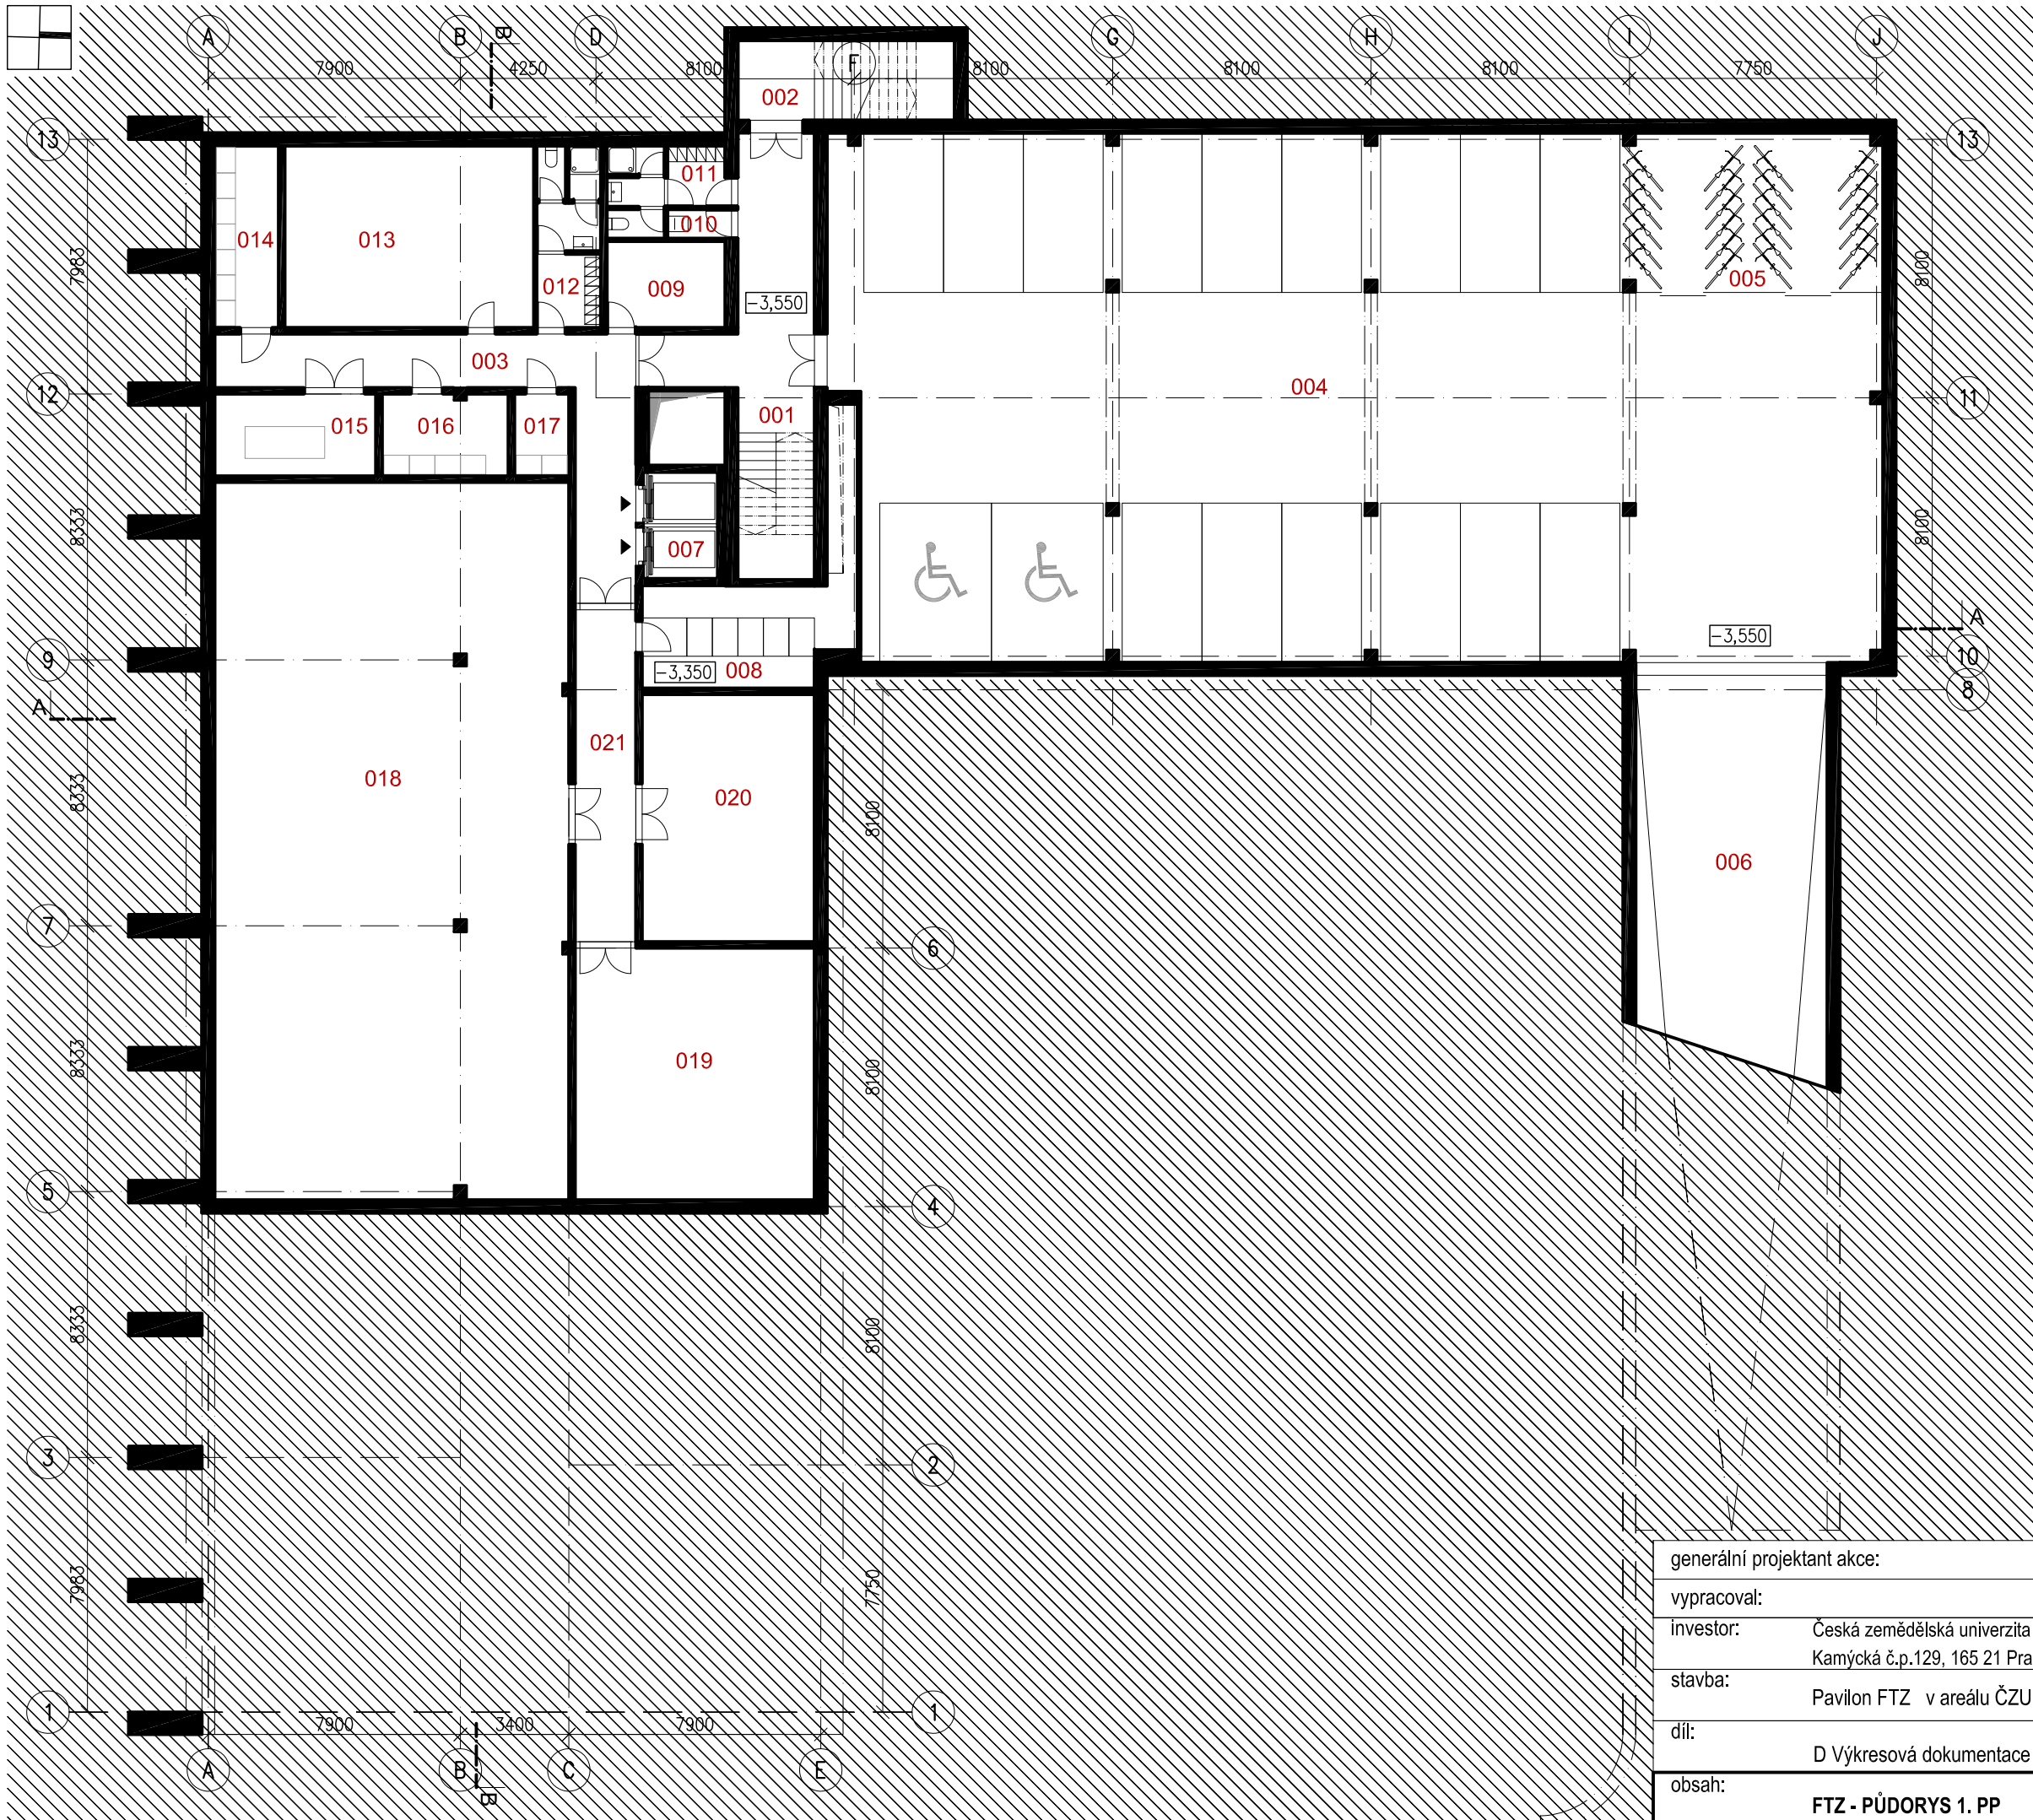 A B D F G H I J
B
7900 4250 8100 8100 8100 8100 7750
002
13 13
011
014 013 010
012 009 005
7983 -3,550 8100
003
12 004 11
015 016 017 001
8333 007 8100
-3,550 A
9 -3,350 008 10
8
A
021
018 020
8333 8100
006
7 6
8333 019 8100
5 4
8333 8100
3 2
7983 7750
1 1
7900 3400 7900
A B C E
B
generální projektant akce:
vypracoval:
investor: Česká zemědělská univerzita
Kamýcká č.p.129, 165 21 Pra
stavba:
Pavilon FTZ v areálu ČZU
díl:
D Výkresová dokumentace
obsah:
FTZ - PŮDORYS 1. PP